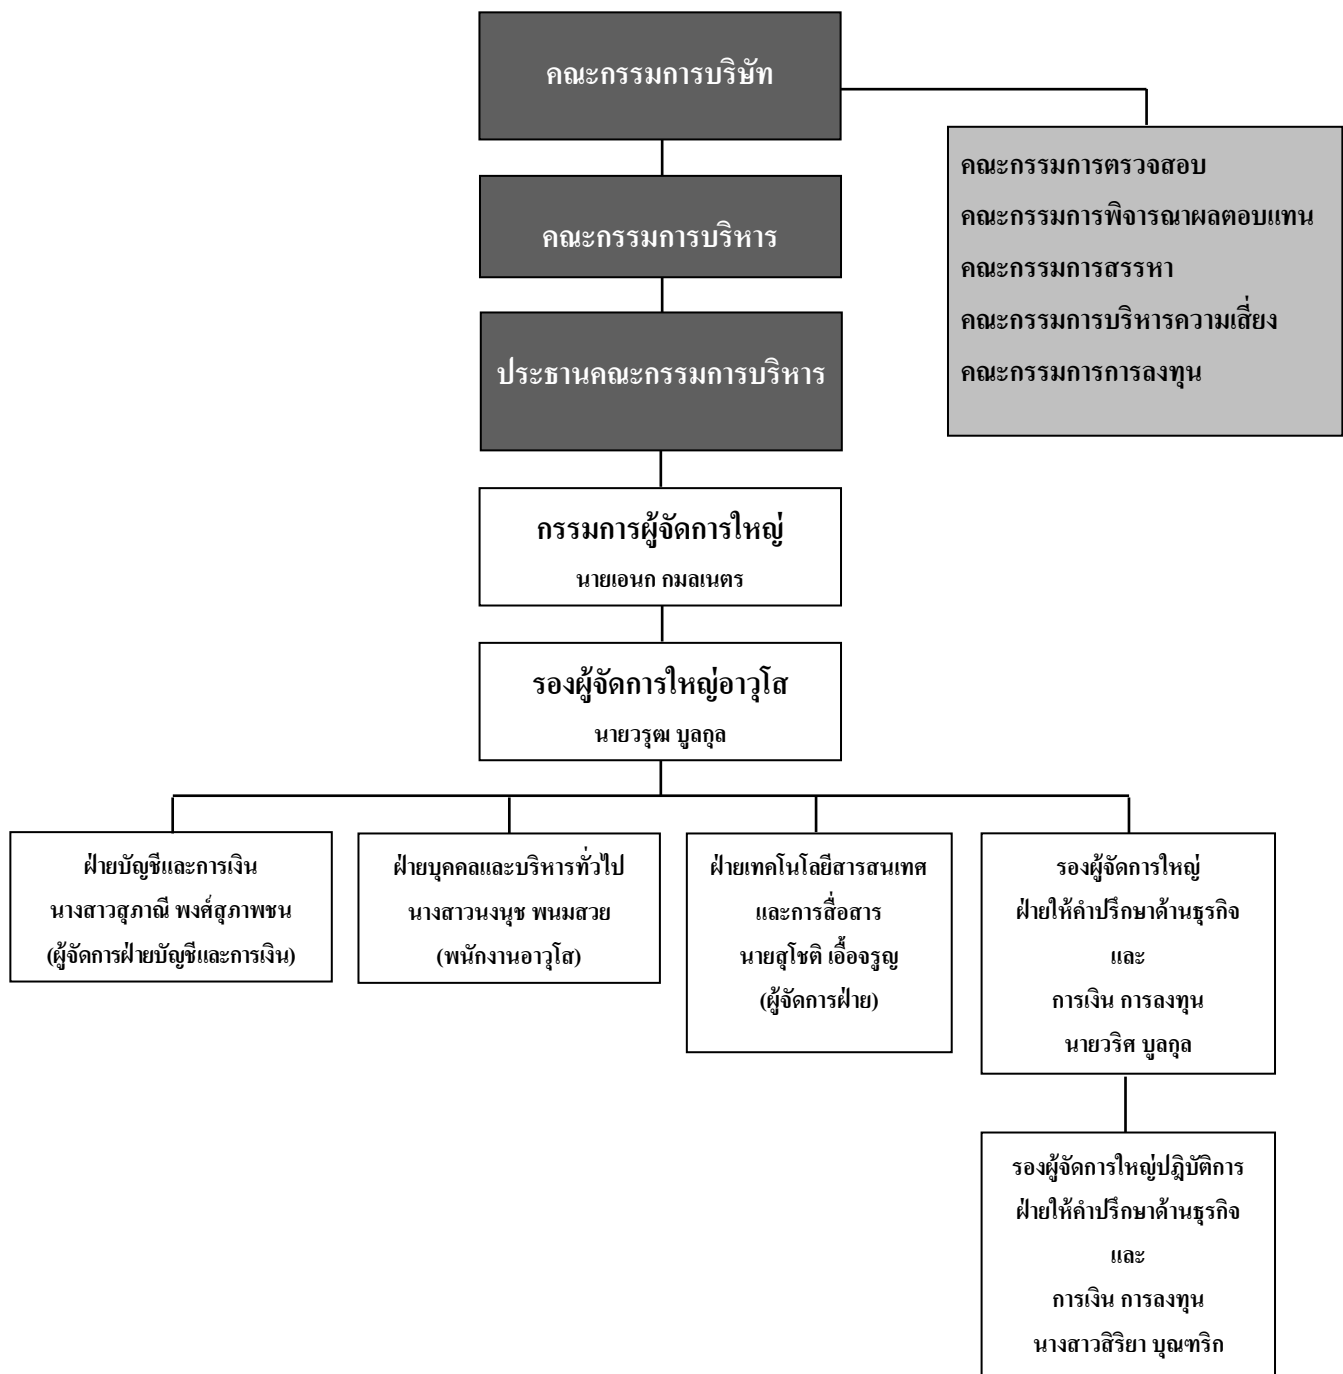 คณะกรรมการบริษัท
คณะกรรมการตรวจสอบ
คณะกรรมการพิจารณาผลตอบแทน
คณะกรรมการสรรหา
คณะกรรมการบริหารความเสี่ยง
คณะกรรมการการลงทุน
คณะกรรมการบริหาร
ประธานคณะกรรมการบริหาร
กรรมการผู้จัดการใหญ่
นายเอนก กมลเนตร
รองผู้จัดการใหญ่อาวุโส
นายวรุฒ บูลกุล
ฝ่ายบัญชีและการเงิน
นางสาวสุภาณี พงศ์สุภาพชน
(ผู้จัดการฝ่ายบัญชีและการเงิน)
ฝ่ายบุคคลและบริหารทั่วไป
นางสาวนงนุช พนมสวย
(พนักงานอาวุโส)
ฝ่ายเทคโนโลยีสารสนเทศ
และการสื่อสาร
นายสุโชติ เอื้อจรูญ
(ผู้จัดการฝ่าย)
รองผู้จัดการใหญ่
ฝ่ายให้คำปรึกษาด้านธุรกิจ
และ
การเงิน การลงทุน
นายวริศ บูลกุล
รองผู้จัดการใหญ่ปฎิบัติการ
ฝ่ายให้คำปรึกษาด้านธุรกิจ
และ
การเงิน การลงทุน
นางสาวสิริยา บุณฑริก